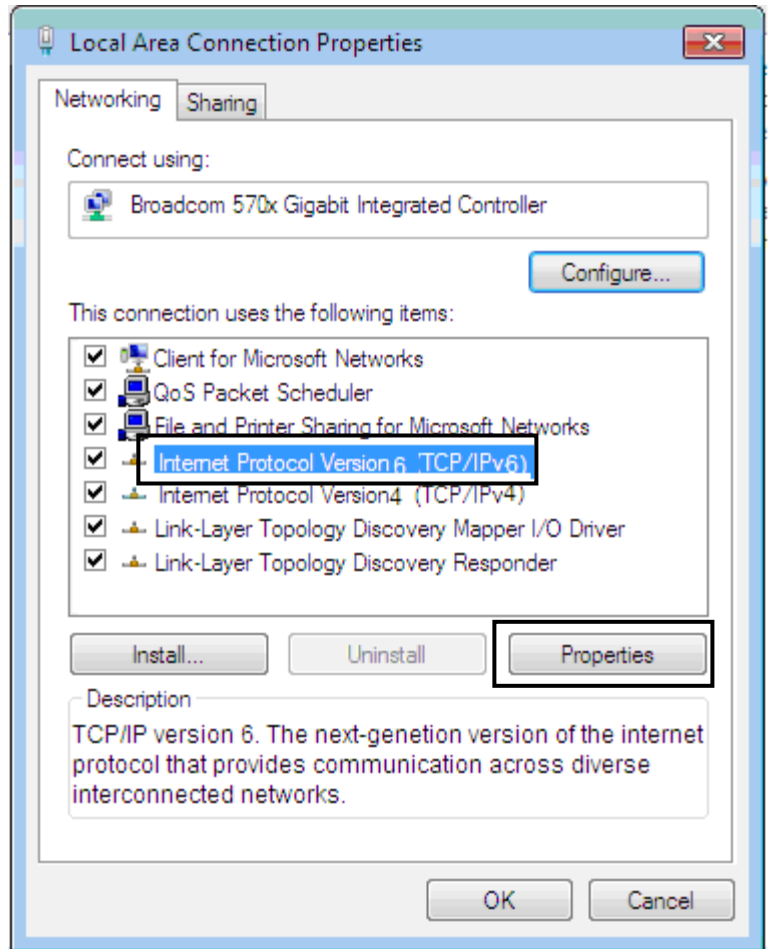 Local Area Connection Properties
Networking
Sharing
Connect using:
Broadcom 570x Gigabit Integrated Controller
Configure...
This connection uses the following items:
Client for Microsoft Networks
QoS Packet Scheduler
File and Printer Sharing for Microsoft Networks
Internet Protocol Version 6 (TCP/IPv6)
Internet Protocol Version4 (TCP/IPv4)
Link-Layer Topology Discovery Mapper I/O Driver
Link-Layer Topology Discovery Responder
Install...
Uninstall
Properties
Description
TCP/IP version 6. The next-genetion version of the internet
protocol that provides communication across diverse
interconnected networks.
OK
Cancel